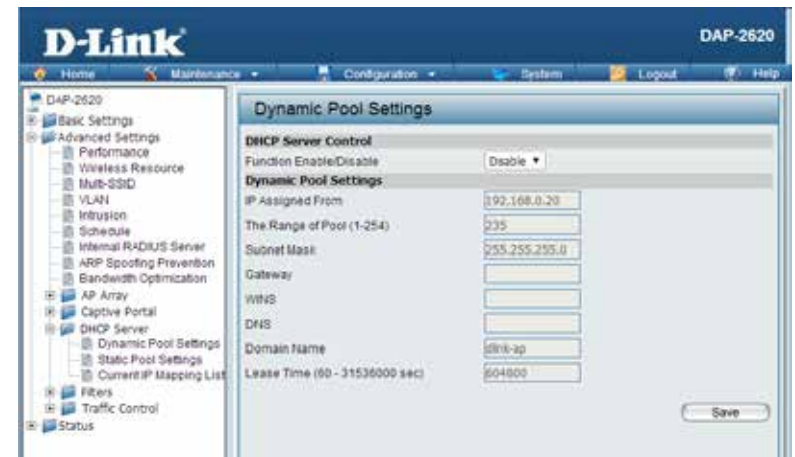 D-Link
DAP-2620
Home Maintenance Configuration System Logout Help
DAP-2620
Basic Settings
Advanced Settings
Performance
Wireless Resource
Multi-SSID
VLAN
Intrusion
Schedule
Internal RADIUS Server
ARP Spoofing Prevention
Bandwidth Optimization
AP Array
Captive Portal
DHCP Server
Dynamic Pool Settings
Static Pool Settings
Current IP Mapping List
Filters
Traffic Control
Status
Dynamic Pool Settings
DHCP Server Control
Function Enable/Disable Disable
Dynamic Pool Settings
IP Assigned From 192.168.0.20
The Range of Pool (1-254) 235
Subnet Mask 255.255.255.0
Gateway
WINS
DNS
Domain Name dlink-ap
Lease Time (60 - 31536000 sec) 604800
Save